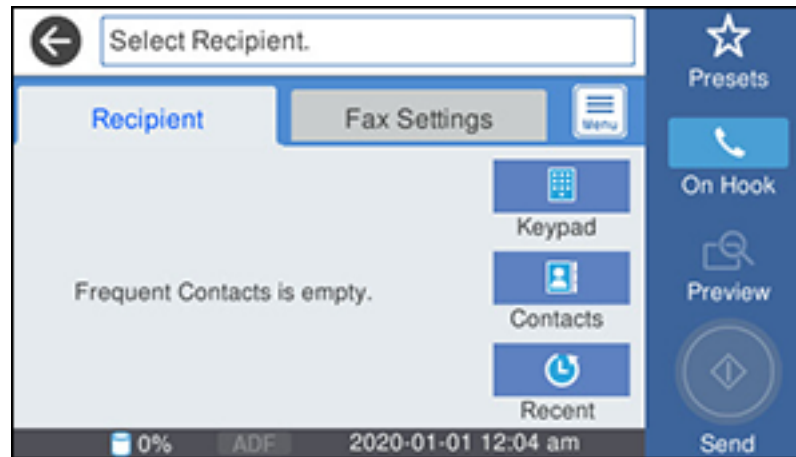 Select Recipient.
Presets
Recipient
Fax Settings
Menu
On Hook
Keypad
Frequent Contacts is empty.
Preview
Contacts
Recent
0%
ADF
2020-01-01 12:04 am
Send